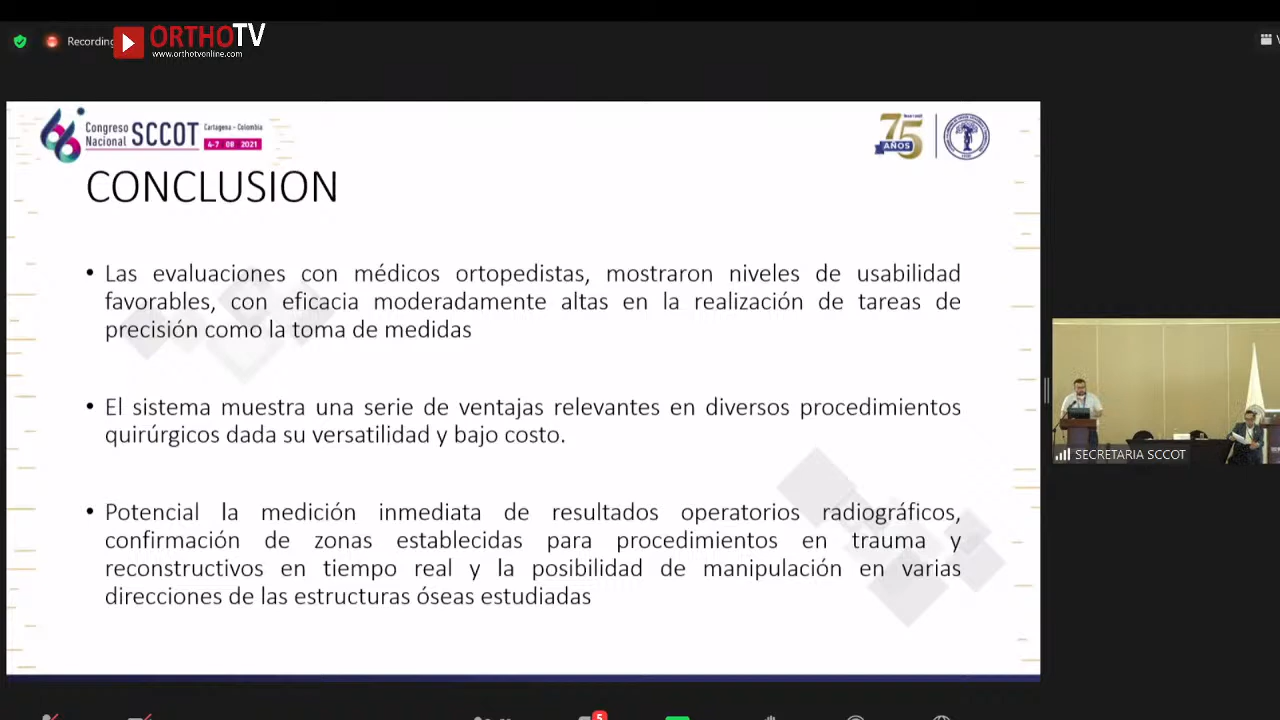 Recording
ORTHOTV
www.orthotvonline.com
Congreso
Nacional SCCOT
Cartagena - Colombia
4-7 08 2021
75
AÑOS
CONCLUSION
• Las evaluaciones con médicos ortopedistas, mostraron niveles de usabilidad
favorables, con eficacia moderadamente altas en la realización de tareas de
precisión como la toma de medidas
• El sistema muestra una serie de ventajas relevantes en diversos procedimientos
quirúrgicos dada su versatilidad y bajo costo.
• Potencial la medición inmediata de resultados operatorios radiográficos,
confirmación de zonas establecidas para procedimientos en trauma y
reconstructivos en tiempo real y la posibilidad de manipulación en varias
direcciones de las estructuras óseas estudiadas
SECRETARIA SCCOT
5